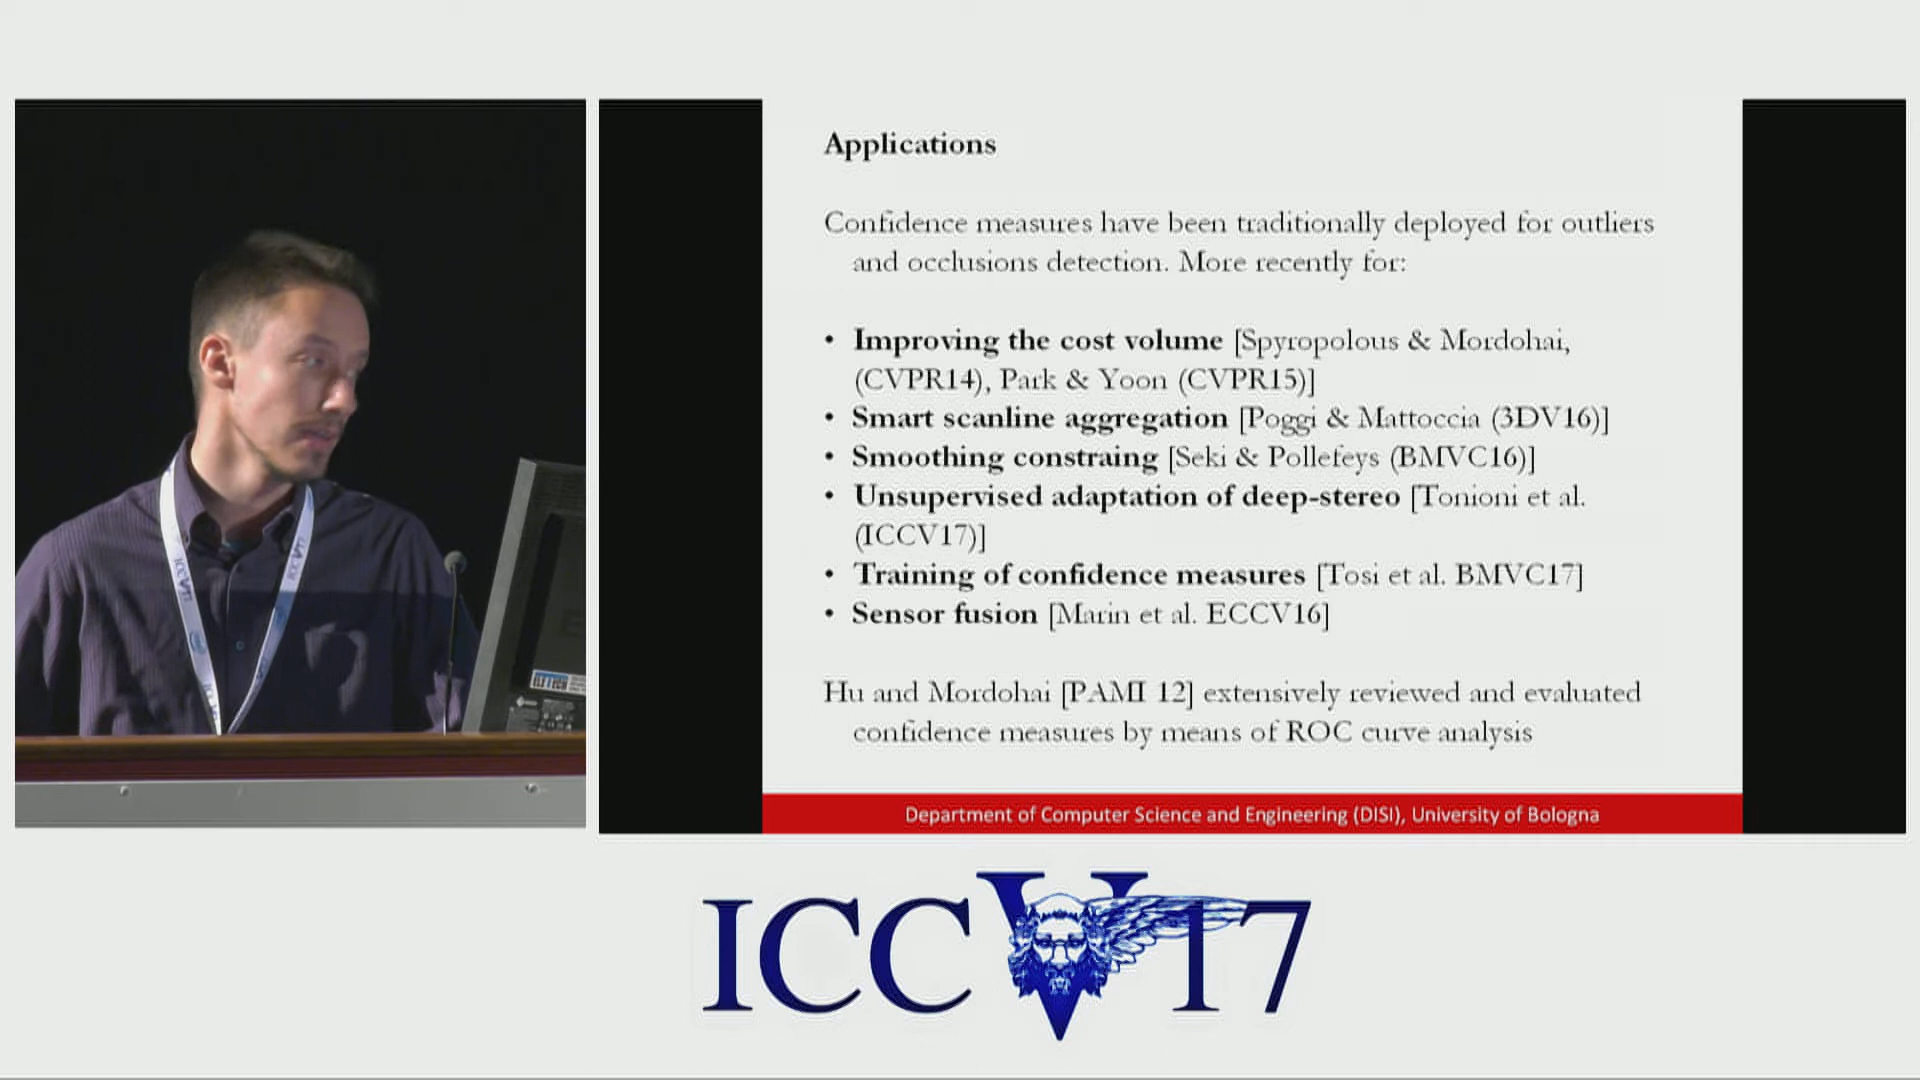 Applications
Confidence measures have been traditionally deployed for outliers
and occlusions detection. More recently for:
• Improving the cost volume [Spyropolous & Mordohai,
(CVPR14), Park & Yoon (CVPR15)]
• Smart scanline aggregation [Poggi & Mattoccia (3DV16)]
• Smoothing constraing [Seki & Pollefeys (BMVC16)]
• Unsupervised adaptation of deep-stereo [Tonioni et al.
(ICCV17)]
• Training of confidence measures [Tosi et al. BMVC17]
• Sensor fusion [Marin et al. ECCV16]
Hu and Mordohai [PAMI 12] extensively reviewed and evaluated
confidence measures by means of ROC curve analysis
Department of Computer Science and Engineering (DISI), University of Bologna
ICCV17
ICCV17
ICCV17